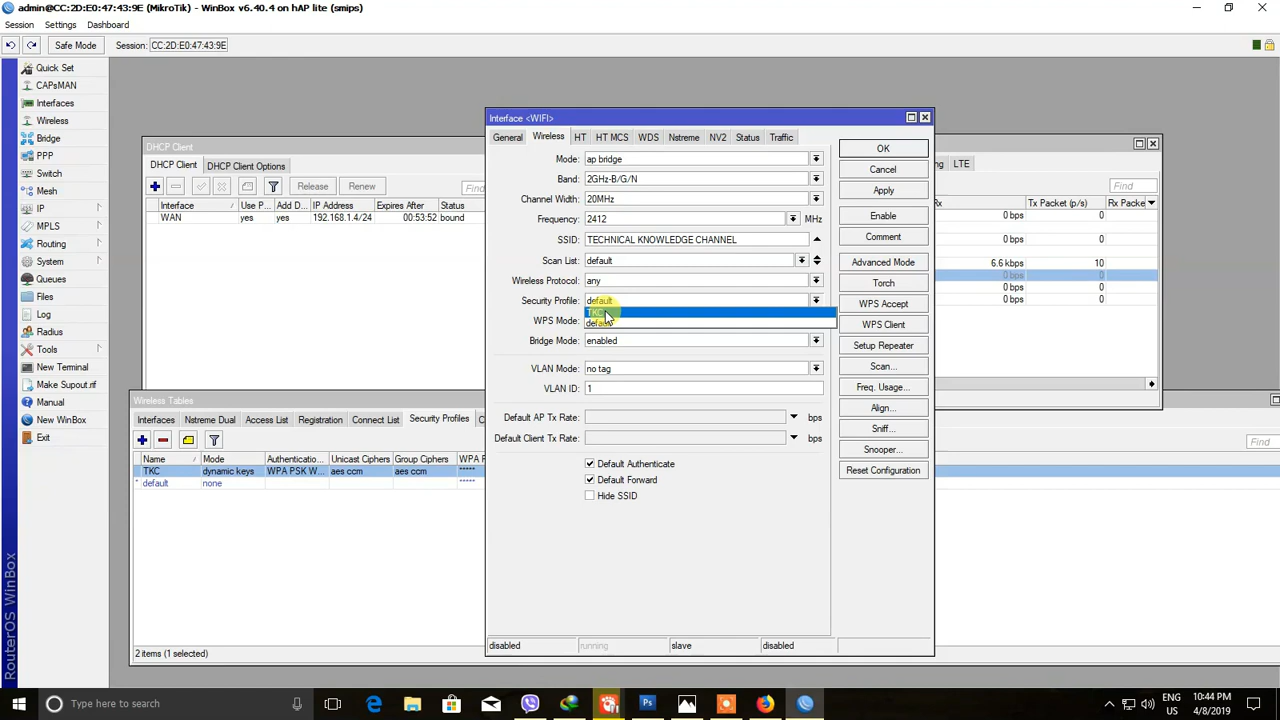 admin@CC:2D:E0:47:43:9E (MikroTik) - WinBox v6.40.4 on hAP lite (smips)
Session Settings Dashboard
Safe Mode Session: CC:2D:E0:47:43:9E
Quick Set
CAPsMAN
Interfaces
Wireless
Bridge
PPP
Switch
Mesh
IP
MPLS
Routing
System
Queues
Files
Log
Radius
Tools
New Terminal
Make Supout.rif
Manual
New WinBox
Exit
RouterOS WinBox
DHCP Client
DHCP Client DHCP Client Options
Release Renew Find
Interface Use P... Add D... IP Address Expires After Status
WAN yes yes 192.168.1.4/24 00:53:52 bound
Wireless Tables
Interfaces Nstreme Dual Access List Registration Connect List Security Profiles
Name Mode Authenticatio... Unicast Ciphers Group Ciphers WPA P
TKC dynamic keys WPA PSK W... aes ccm aes ccm *****
* default none *****
2 items (1 selected)
Interface <WIFI>
General Wireless HT HT MCS WDS Nstreme NV2 Status Traffic
Mode: ap bridge
Band: 2GHz-B/G/N
Channel Width: 20MHz
Frequency: 2412 MHz
SSID: TECHNICAL KNOWLEDGE CHANNEL
Scan List: default
Wireless Protocol: any
Security Profile: default
TKC
default
WPS Mode:
Bridge Mode: enabled
VLAN Mode: no tag
VLAN ID: 1
Default AP Tx Rate: bps
Default Client Tx Rate: bps
Default Authenticate
Default Forward
Hide SSID
disabled running slave disabled
OK
Cancel
Apply
Enable
Comment
Advanced Mode
Torch
WPS Accept
WPS Client
Setup Repeater
Scan...
Freq. Usage...
Align...
Sniff...
Snooper...
Reset Configuration
LTE
Find
Rx Tx Packet (p/s) Rx Packe
0 bps 0
6.6 kbps 10
0 bps 0
0 bps 0
0 bps 0
Find
Type here to search
ENG
US
10:44 PM
4/8/2019